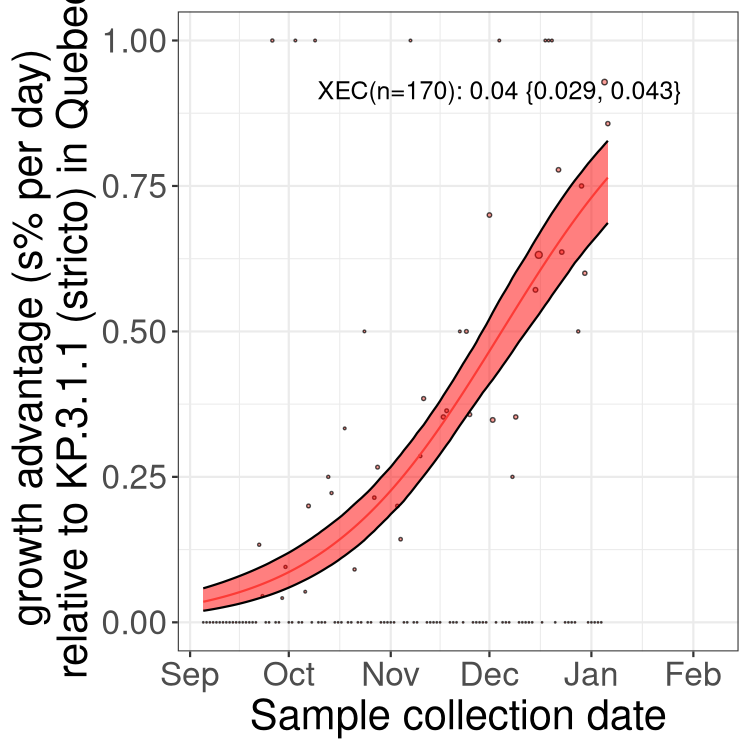 growth advantage (s% per day)
relative to KP.3.1.1 (stricto) in Quebec
1.00
0.75
0.50
0.25
0.00
XEC(n=170): 0.04 {0.029, 0.043}
Sep Oct Nov Dec Jan Feb
Sample collection date